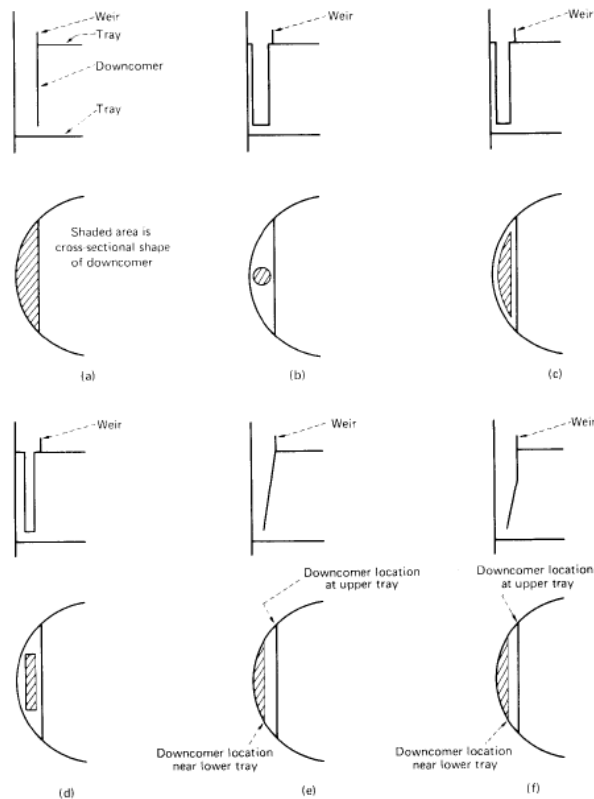 Weir
Tray
Downcomer
Tray
Weir
Weir
Shaded area is
cross-sectional shape
of downcomer
(a)
(b)
(c)
Weir
Weir
Weir
Downcomer location
at upper tray
Downcomer location
at upper tray
Downcomer location
near lower tray
Downcomer location
near lower tray
(d)
(e)
(f)